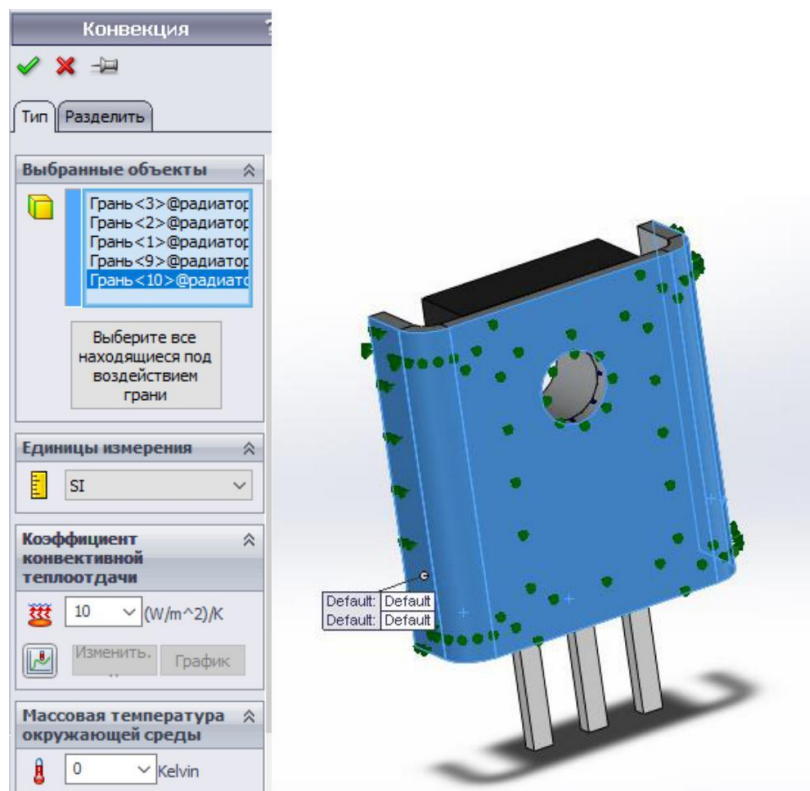 Конвекция ?
Тип Разделить
Выбранные объекты
Грань<3>@радиатор
Грань<2>@радиатор
Грань<1>@радиатор
Грань<9>@радиатор
Грань<10>@радиато
Выберите все
находящиеся под
воздействием
грани
Единицы измерения
SI
Коэффициент
конвективной
теплоотдачи
10 (W/m^2)/K
Изменить. График
..
Массовая температура
окружающей среды
0 Kelvin
Default: Default
Default: Default